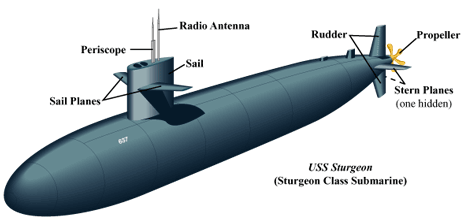 Radio Antenna
Periscope
Sail
Sail Planes
Rudder
Propeller
Stern Planes
(one hidden)
637
USS Sturgeon
(Sturgeon Class Submarine)